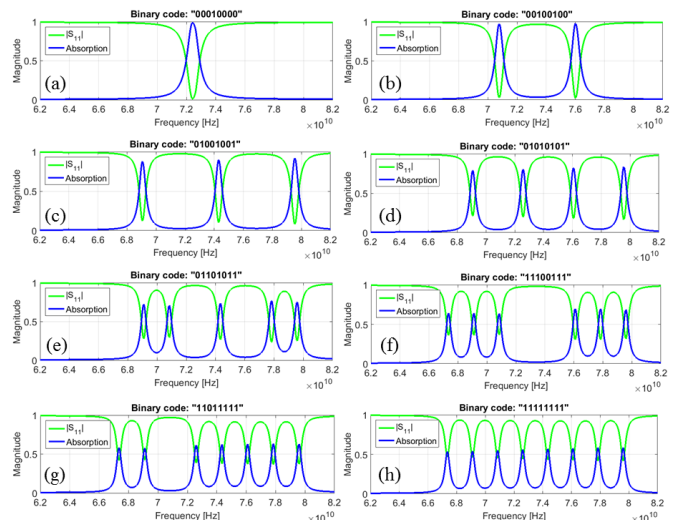 Binary code: "00010000"
Magnitude
1
0.5
0
|S11|
Absorption
(a)
6.2 6.4 6.6 6.8 7 7.2 7.4 7.6 7.8 8 8.2
Frequency [Hz]
×10^10
Binary code: "00100100"
Magnitude
1
0.5
0
|S11|
Absorption
(b)
6.2 6.4 6.6 6.8 7 7.2 7.4 7.6 7.8 8 8.2
Frequency [Hz]
×10^10
Binary code: "01001001"
Magnitude
1
0.5
0
|S11|
Absorption
(c)
6.2 6.4 6.6 6.8 7 7.2 7.4 7.6 7.8 8 8.2
Frequency [Hz]
×10^10
Binary code: "01010101"
Magnitude
1
0.5
0
|S11|
Absorption
(d)
6.2 6.4 6.6 6.8 7 7.2 7.4 7.6 7.8 8 8.2
Frequency [Hz]
×10^10
Binary code: "01101011"
Magnitude
1
0.5
0
|S11|
Absorption
(e)
6.2 6.4 6.6 6.8 7 7.2 7.4 7.6 7.8 8 8.2
Frequency [Hz]
×10^10
Binary code: "11100111"
Magnitude
1
0.5
0
|S11|
Absorption
(f)
6.2 6.4 6.6 6.8 7 7.2 7.4 7.6 7.8 8 8.2
Frequency [Hz]
×10^10
Binary code: "11011111"
Magnitude
1
0.5
0
|S11|
Absorption
(g)
6.2 6.4 6.6 6.8 7 7.2 7.4 7.6 7.8 8 8.2
Frequency [Hz]
×10^10
Binary code: "11111111"
Magnitude
1
0.5
0
|S11|
Absorption
(h)
6.2 6.4 6.6 6.8 7 7.2 7.4 7.6 7.8 8 8.2
Frequency [Hz]
×10^10